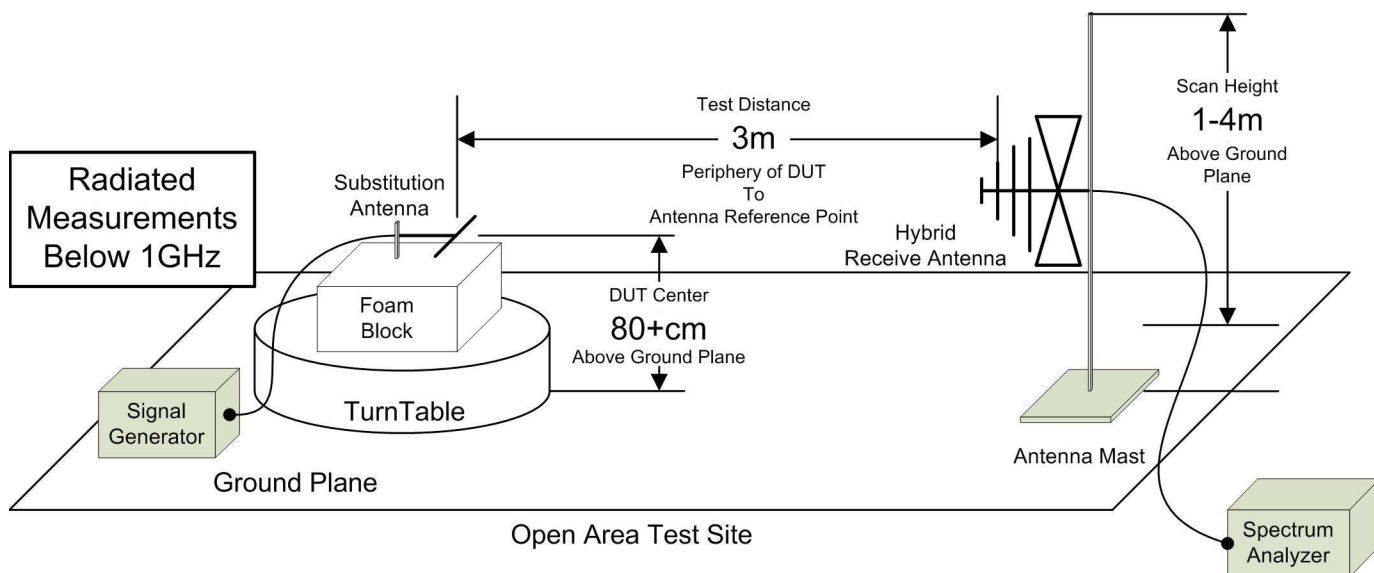 Radiated
Measurements
Below 1GHz
Substitution
Antenna
Test Distance
3m
Periphery of DUT
To
Antenna Reference Point
Scan Height
1-4m
Above Ground
Plane
Hybrid
Receive Antenna
Foam
Block
DUT Center
80+cm
Above Ground Plane
TurnTable
Signal
Generator
Ground Plane
Antenna Mast
Open Area Test Site
Spectrum
Analyzer